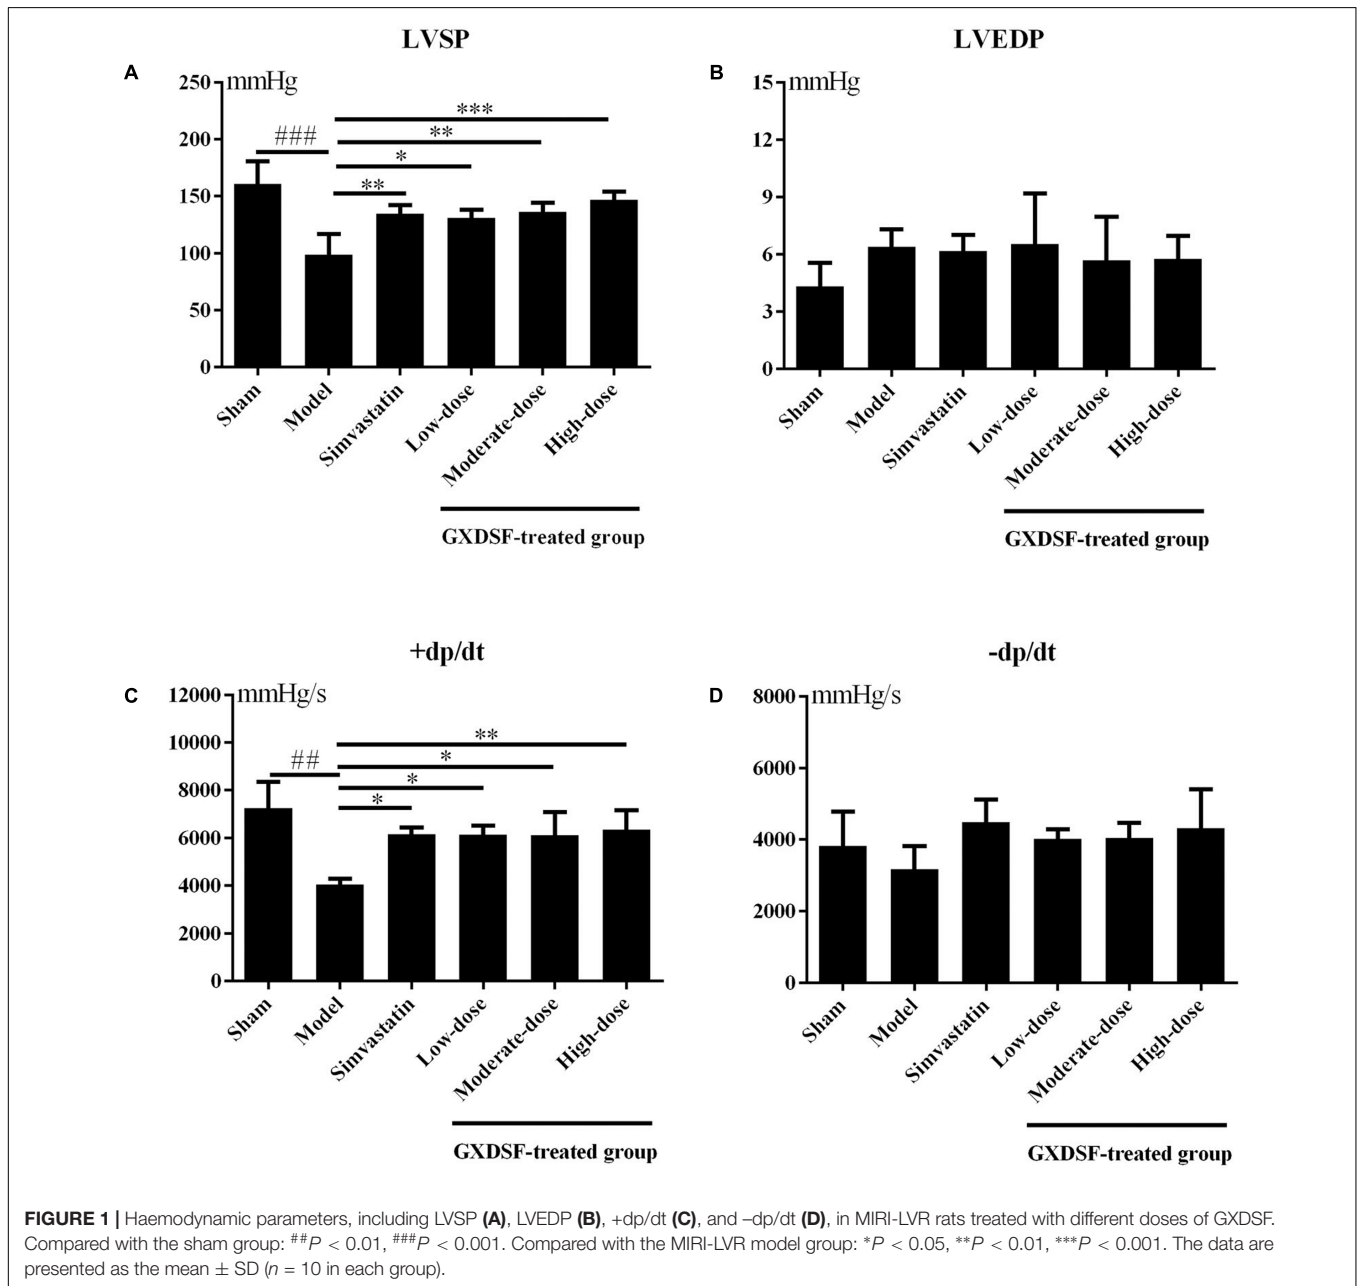 LVSP
A
mmHg
250
200
150
100
50
0
###
***
**
*
**
Sham
Model
Simvastatin
Low-dose
Moderate-dose
High-dose
GXDSF-treated group
LVEDP
B
mmHg
15
12
9
6
3
0
Sham
Model
Simvastatin
Low-dose
Moderate-dose
High-dose
GXDSF-treated group
+dp/dt
C
mmHg/s
12000
10000
8000
6000
4000
2000
0
##
**
*
*
*
Sham
Model
Simvastatin
Low-dose
Moderate-dose
High-dose
GXDSF-treated group
-dp/dt
D
mmHg/s
8000
6000
4000
2000
0
Sham
Model
Simvastatin
Low-dose
Moderate-dose
High-dose
GXDSF-treated group
FIGURE 1 | Haemodynamic parameters, including LVSP (A), LVEDP (B), +dp/dt (C), and –dp/dt (D), in MIRI-LVR rats treated with different doses of GXDSF.
Compared with the sham group: ##P < 0.01, ###P < 0.001. Compared with the MIRI-LVR model group: *P < 0.05, **P < 0.01, ***P < 0.001. The data are
presented as the mean ± SD (n = 10 in each group).